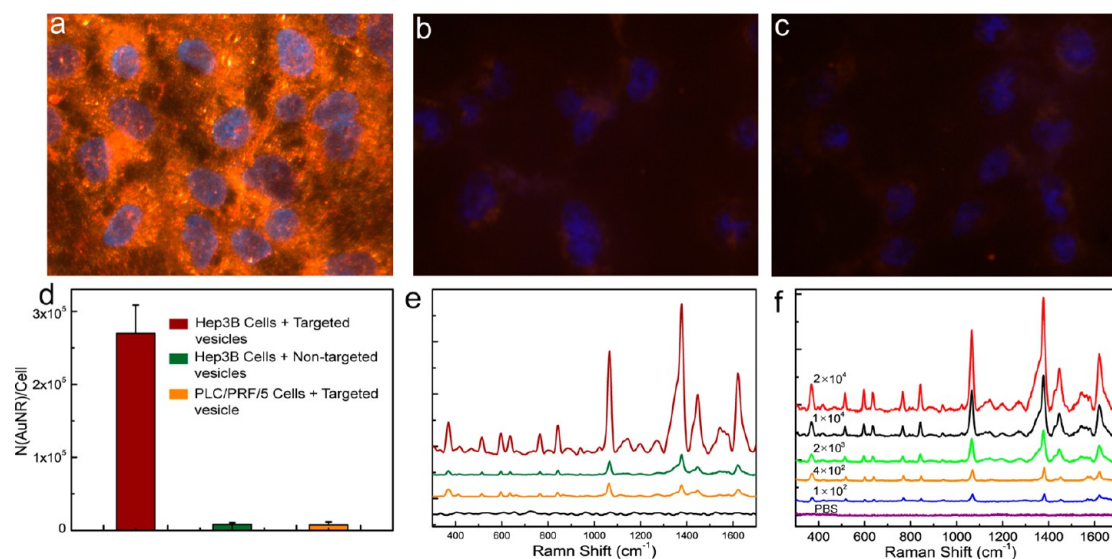 a
b
c
d
N(AuNR)/Cell
3x10⁵
2x10⁵
1x10⁵
0
Hep3B Cells + Targeted
vesicles
Hep3B Cells + Non-targeted
vesicles
PLC/PRF/5 Cells + Targeted
vesicle
e
400 600 800 1000 1200 1400 1600
Ramn Shift (cm⁻¹)
f
2×10⁴
1×10⁴
2×10³
4×10²
1×10²
PBS
400 600 800 1000 1200 1400 1600
Raman Shift (cm⁻¹)